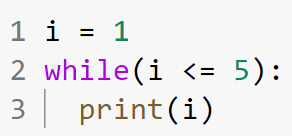 1 i = 1
2 while(i <= 5):
3   print(i)